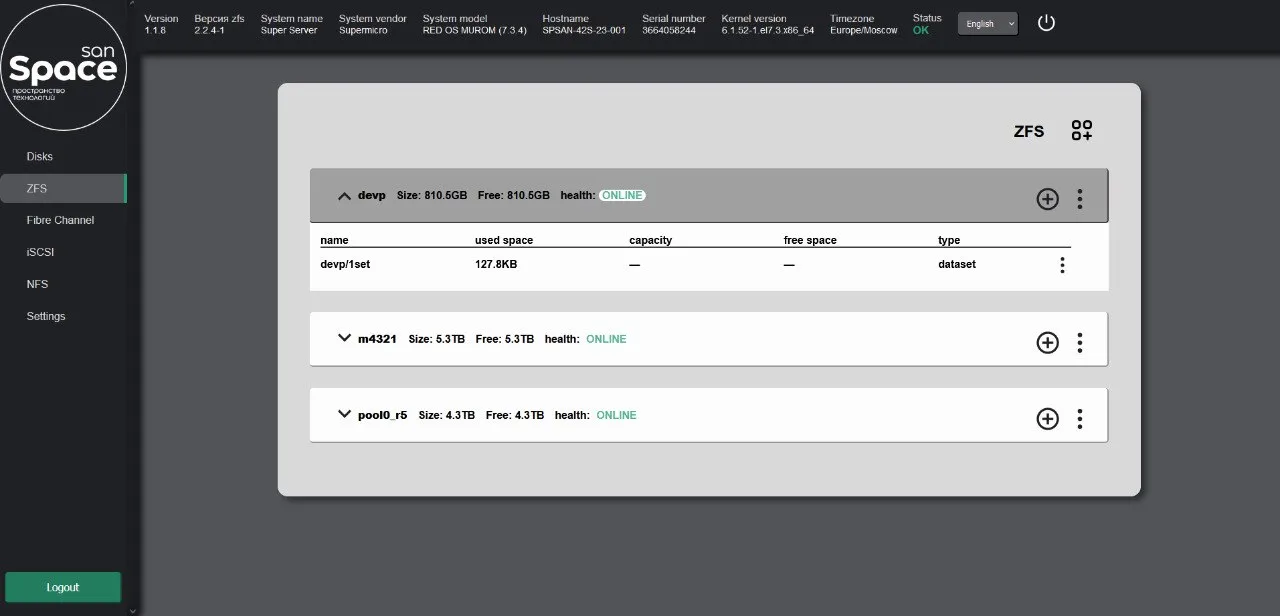 san
Space
пространство
технологий
Version
1.1.8
Версия zfs
2.2.4-1
System name
Super Server
System vendor
Supermicro
System model
RED OS MUROM (7.3.4)
Hostname
SPSAN-42S-23-001
Serial number
3664058244
Kernel version
6.1.52-1.el7.3.x86_64
Timezone
Europe/Moscow
Status
OK
English
Disks
ZFS
Fibre Channel
iSCSI
NFS
Settings
Logout
ZFS
devp Size: 810.5GB Free: 810.5GB health: ONLINE
name used space capacity free space type
devp/1set 127.8KB — — dataset
m4321 Size: 5.3TB Free: 5.3TB health: ONLINE
pool0_r5 Size: 4.3TB Free: 4.3TB health: ONLINE